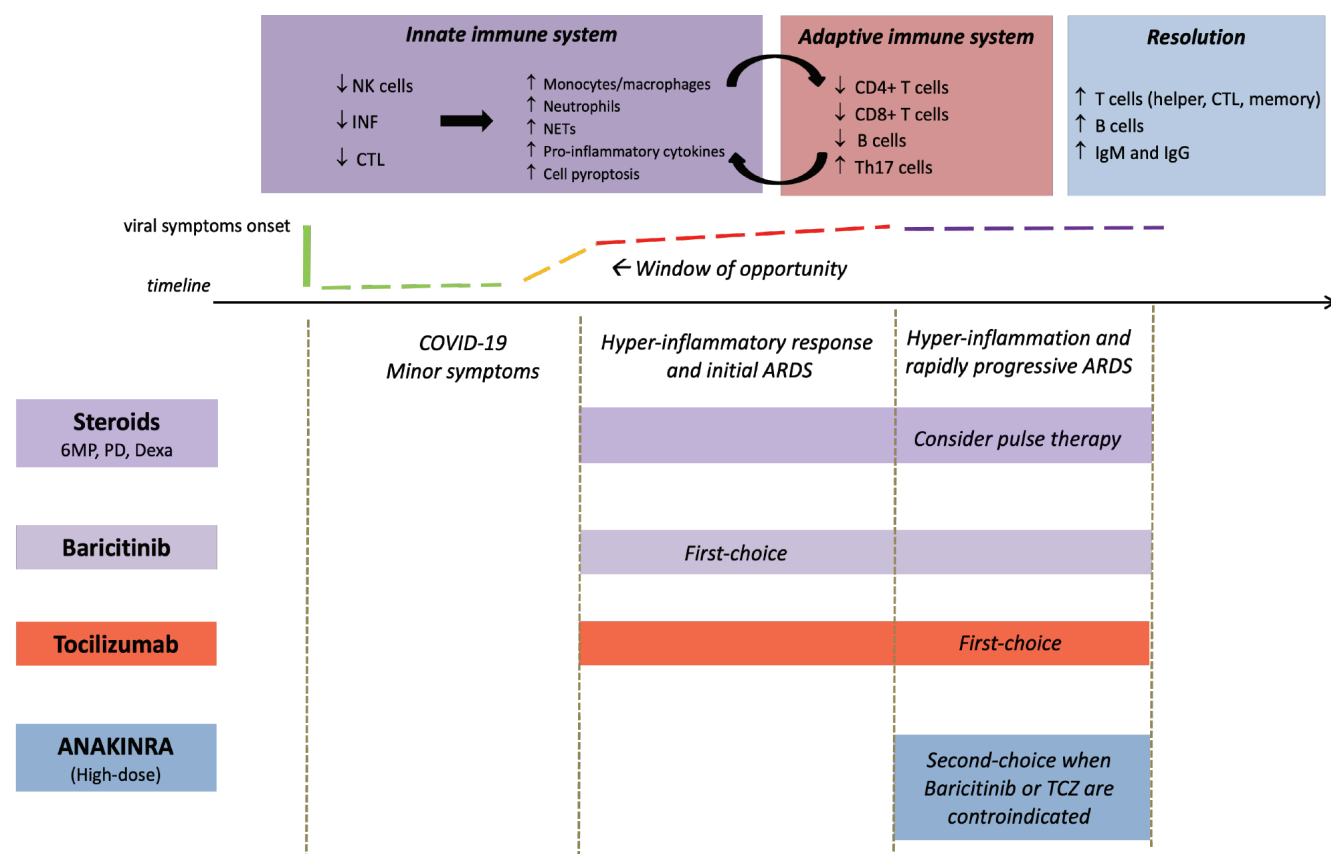 Innate immune system
↓ NK cells
↓ INF
↓ CTL
↑ Monocytes/macrophages
↑ Neutrophils
↑ NETs
↑ Pro-inflammatory cytokines
↑ Cell pyroptosis
Adaptive immune system
↓ CD4+ T cells
↓ CD8+ T cells
↓ B cells
↑ Th17 cells
Resolution
↑ T cells (helper, CTL, memory)
↑ B cells
↑ IgM and IgG
viral symptoms onset
← Window of opportunity
timeline
COVID-19
Minor symptoms
Hyper-inflammatory response
and initial ARDS
Hyper-inflammation and
rapidly progressive ARDS
Steroids
6MP, PD, Dexa
Consider pulse therapy
Baricitinib
First-choice
Tocilizumab
First-choice
ANAKINRA
(High-dose)
Second-choice when
Baricitinib or TCZ are
controindicated